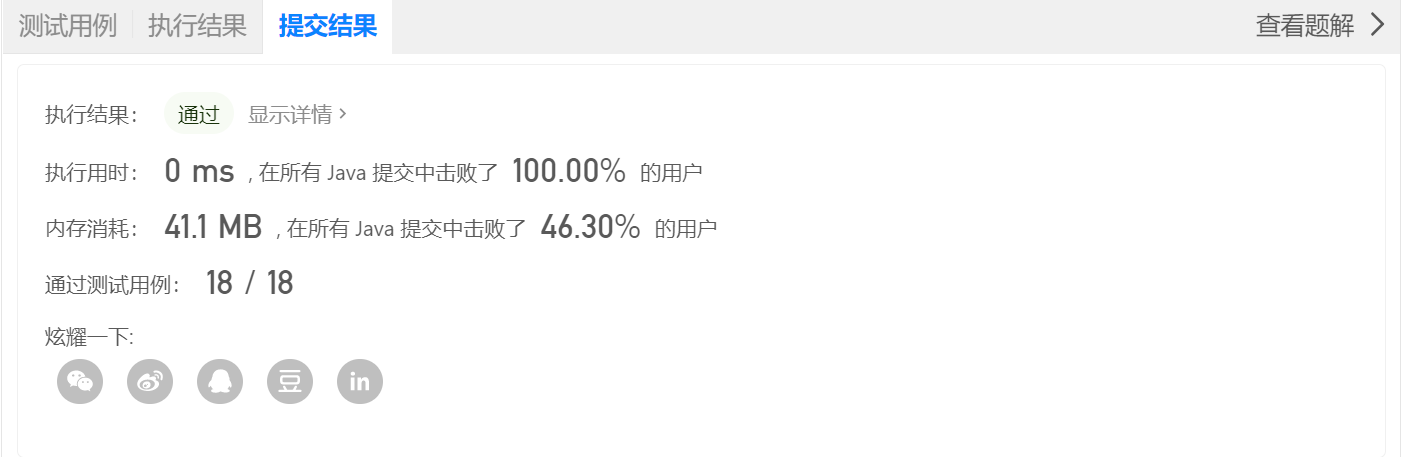 测试用例 执行结果 提交结果 查看题解
执行结果： 通过 显示详情 ›
执行用时： 0 ms , 在所有 Java 提交中击败了 100.00% 的用户
内存消耗： 41.1 MB , 在所有 Java 提交中击败了 46.30% 的用户
通过测试用例： 18 / 18
炫耀一下:
豆 in